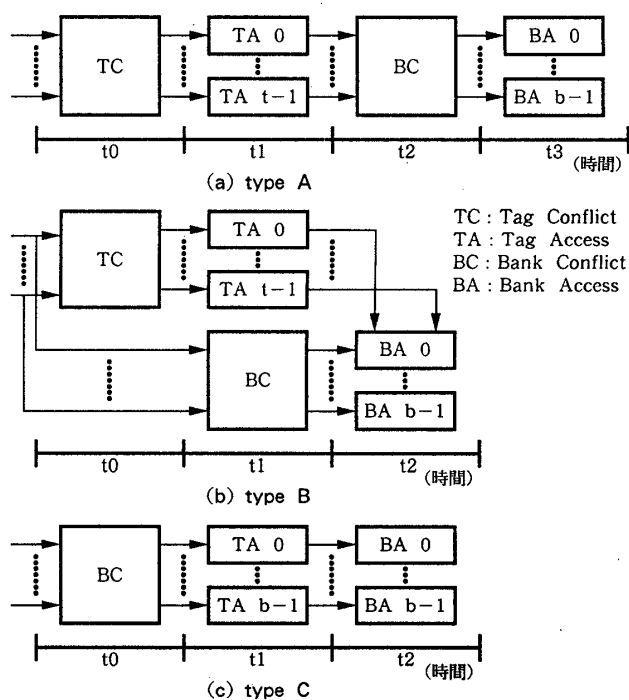 TC
TA 0
TA t-1
BC
BA 0
BA b-1
t0
t1
t2
t3
(時間)
(a) type A
TC
TA 0
TA t-1
BC
BA 0
BA b-1
TC : Tag Conflict
TA : Tag Access
BC : Bank Conflict
BA : Bank Access
t0
t1
t2
(時間)
(b) type B
BC
TA 0
TA b-1
BA 0
BA b-1
t0
t1
t2
(時間)
(c) type C